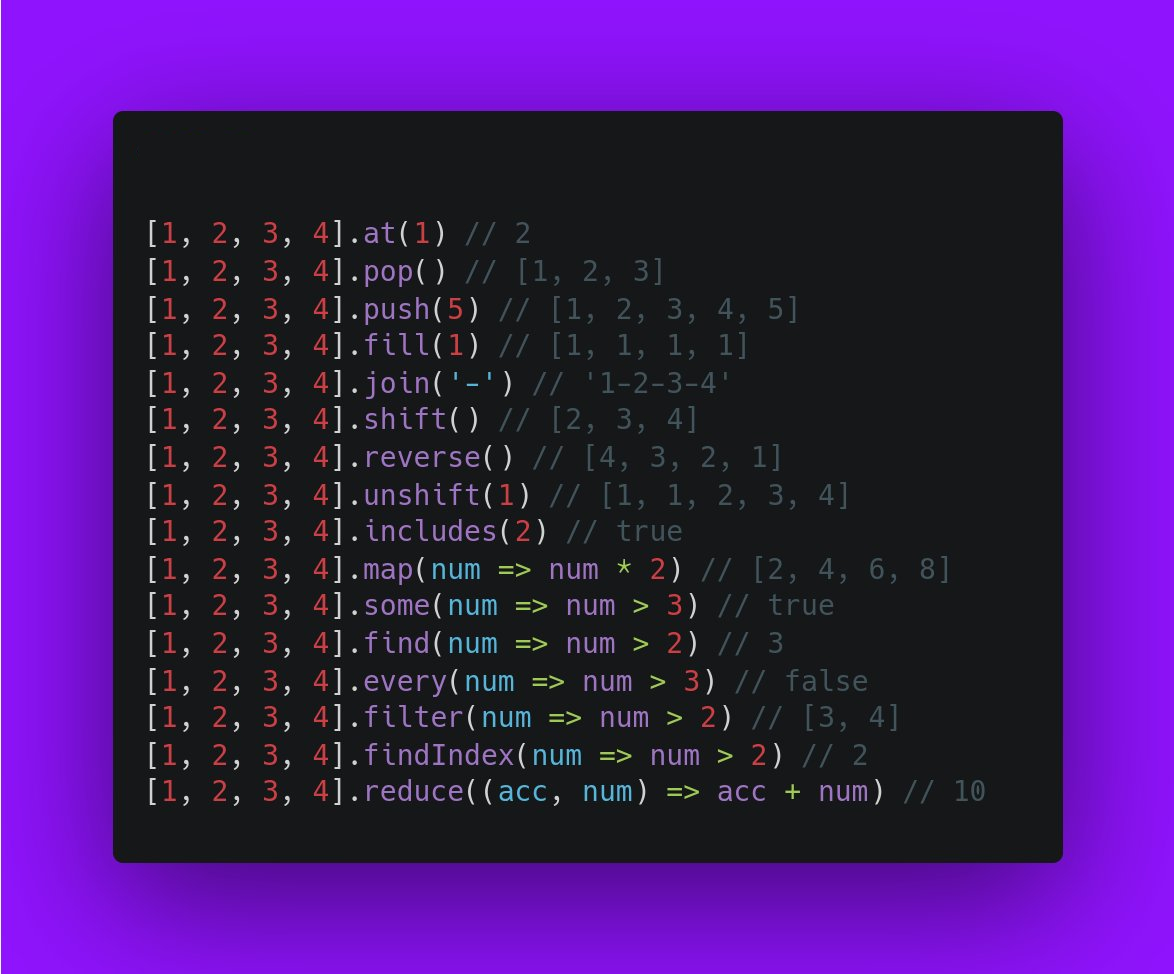 [1, 2, 3, 4].at(1) // 2
[1, 2, 3, 4].pop() // [1, 2, 3]
[1, 2, 3, 4].push(5) // [1, 2, 3, 4, 5]
[1, 2, 3, 4].fill(1) // [1, 1, 1, 1]
[1, 2, 3, 4].join('-') // '1-2-3-4'
[1, 2, 3, 4].shift() // [2, 3, 4]
[1, 2, 3, 4].reverse() // [4, 3, 2, 1]
[1, 2, 3, 4].unshift(1) // [1, 1, 2, 3, 4]
[1, 2, 3, 4].includes(2) // true
[1, 2, 3, 4].map(num => num * 2) // [2, 4, 6, 8]
[1, 2, 3, 4].some(num => num > 3) // true
[1, 2, 3, 4].find(num => num > 2) // 3
[1, 2, 3, 4].every(num => num > 3) // false
[1, 2, 3, 4].filter(num => num > 2) // [3, 4]
[1, 2, 3, 4].findIndex(num => num > 2) // 2
[1, 2, 3, 4].reduce((acc, num) => acc + num) // 10